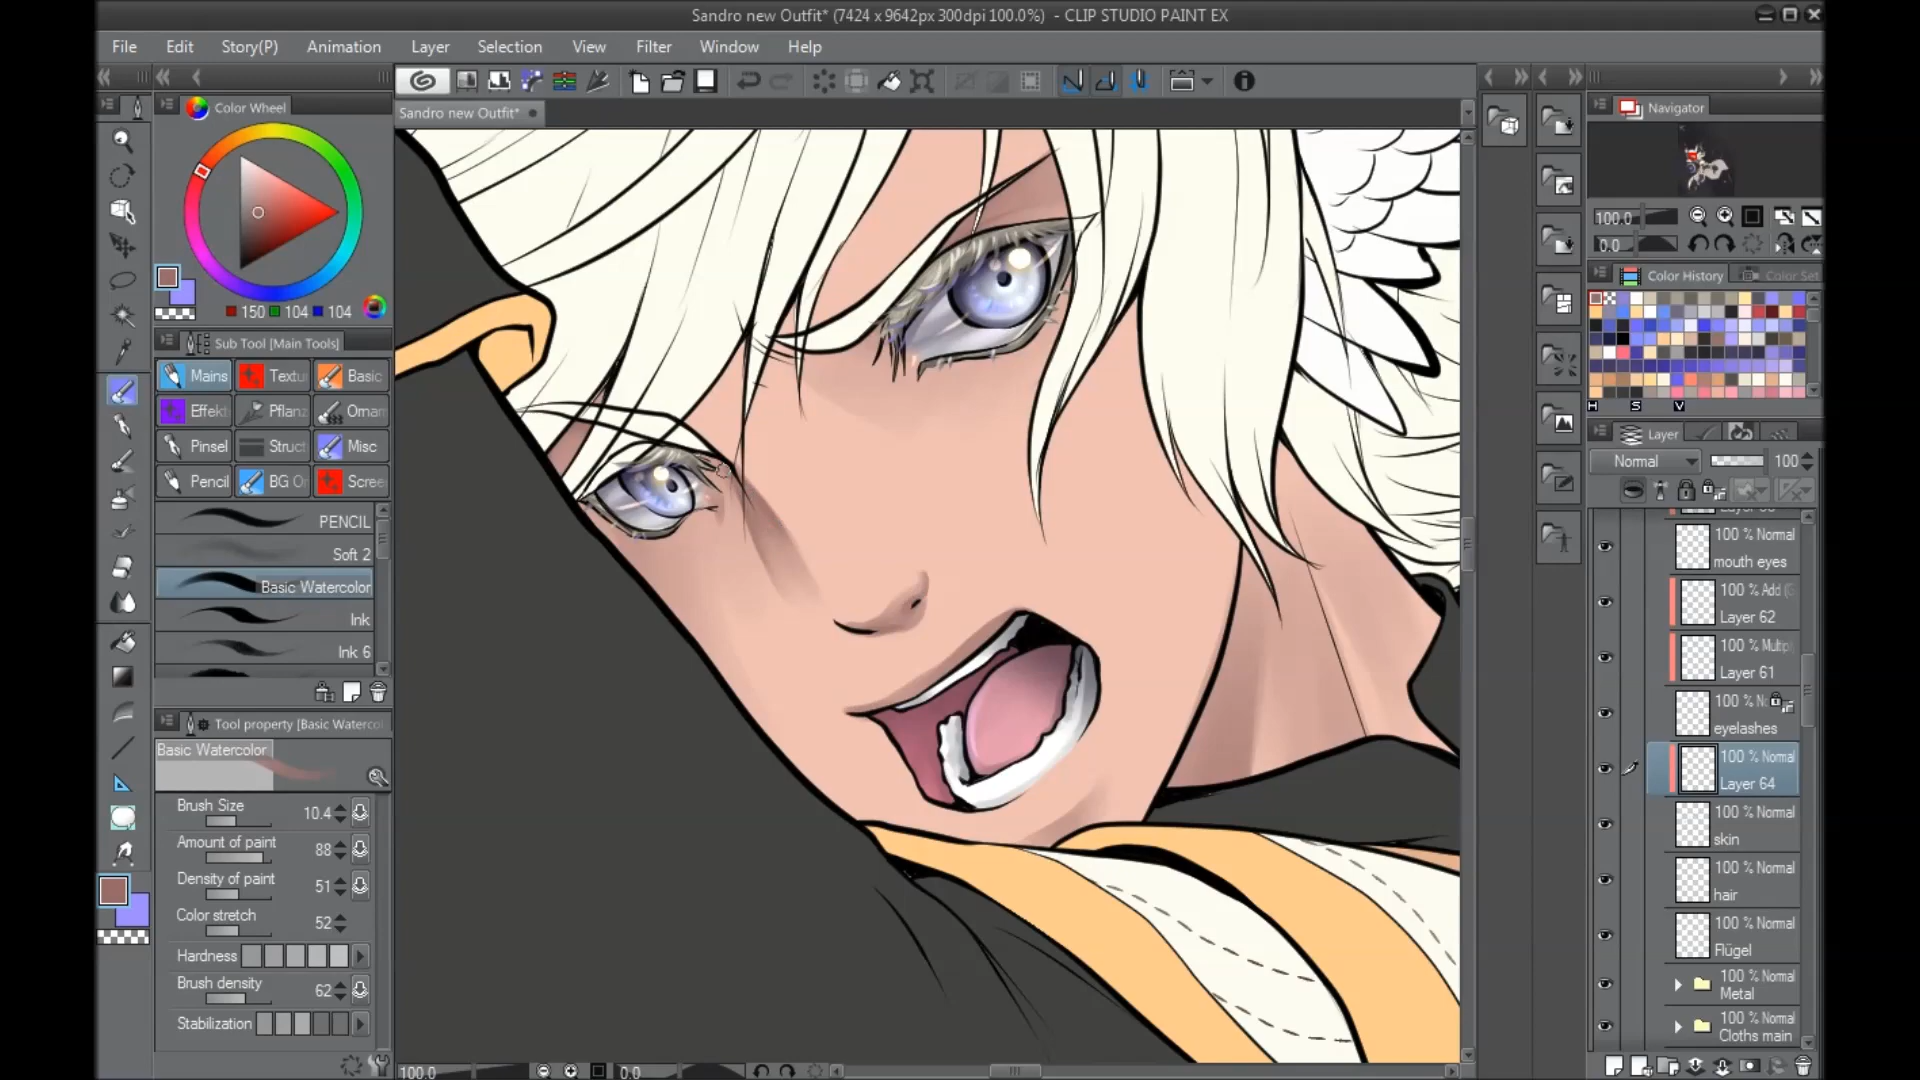 Sandro new Outfit* (7424 x 9642px 300dpi 100.0%) - CLIP STUDIO PAINT EX
File Edit Story(P) Animation Layer Selection View Filter Window Help
Color Wheel
150 104 104
Sub Tool [Main Tools]
Mains Textu Basic
Effekt Pflanz Ornam
Pinsel Struct Misc
Pencil BG Or Scree
PENCIL
Soft 2
Basic Watercolor
Ink
Ink 6
Tool property [Basic Waterco
Basic Watercolor
Brush Size 10.4
Amount of paint 88
Density of paint 51
Color stretch 52
Hardness
Brush density 62
Stabilization
Sandro new Outfit*
100.0 0.0
Navigator
100.0
0.0
Color History Color Set
H S V
Layer
Normal 100
100 % Normal
mouth eyes
100 % Add (G
Layer 62
100 % Multipl
Layer 61
100 % N
eyelashes
100 % Normal
Layer 64
100 % Normal
skin
100 % Normal
hair
100 % Normal
Flügel
100 % Normal
Metal
100 % Normal
Cloths main